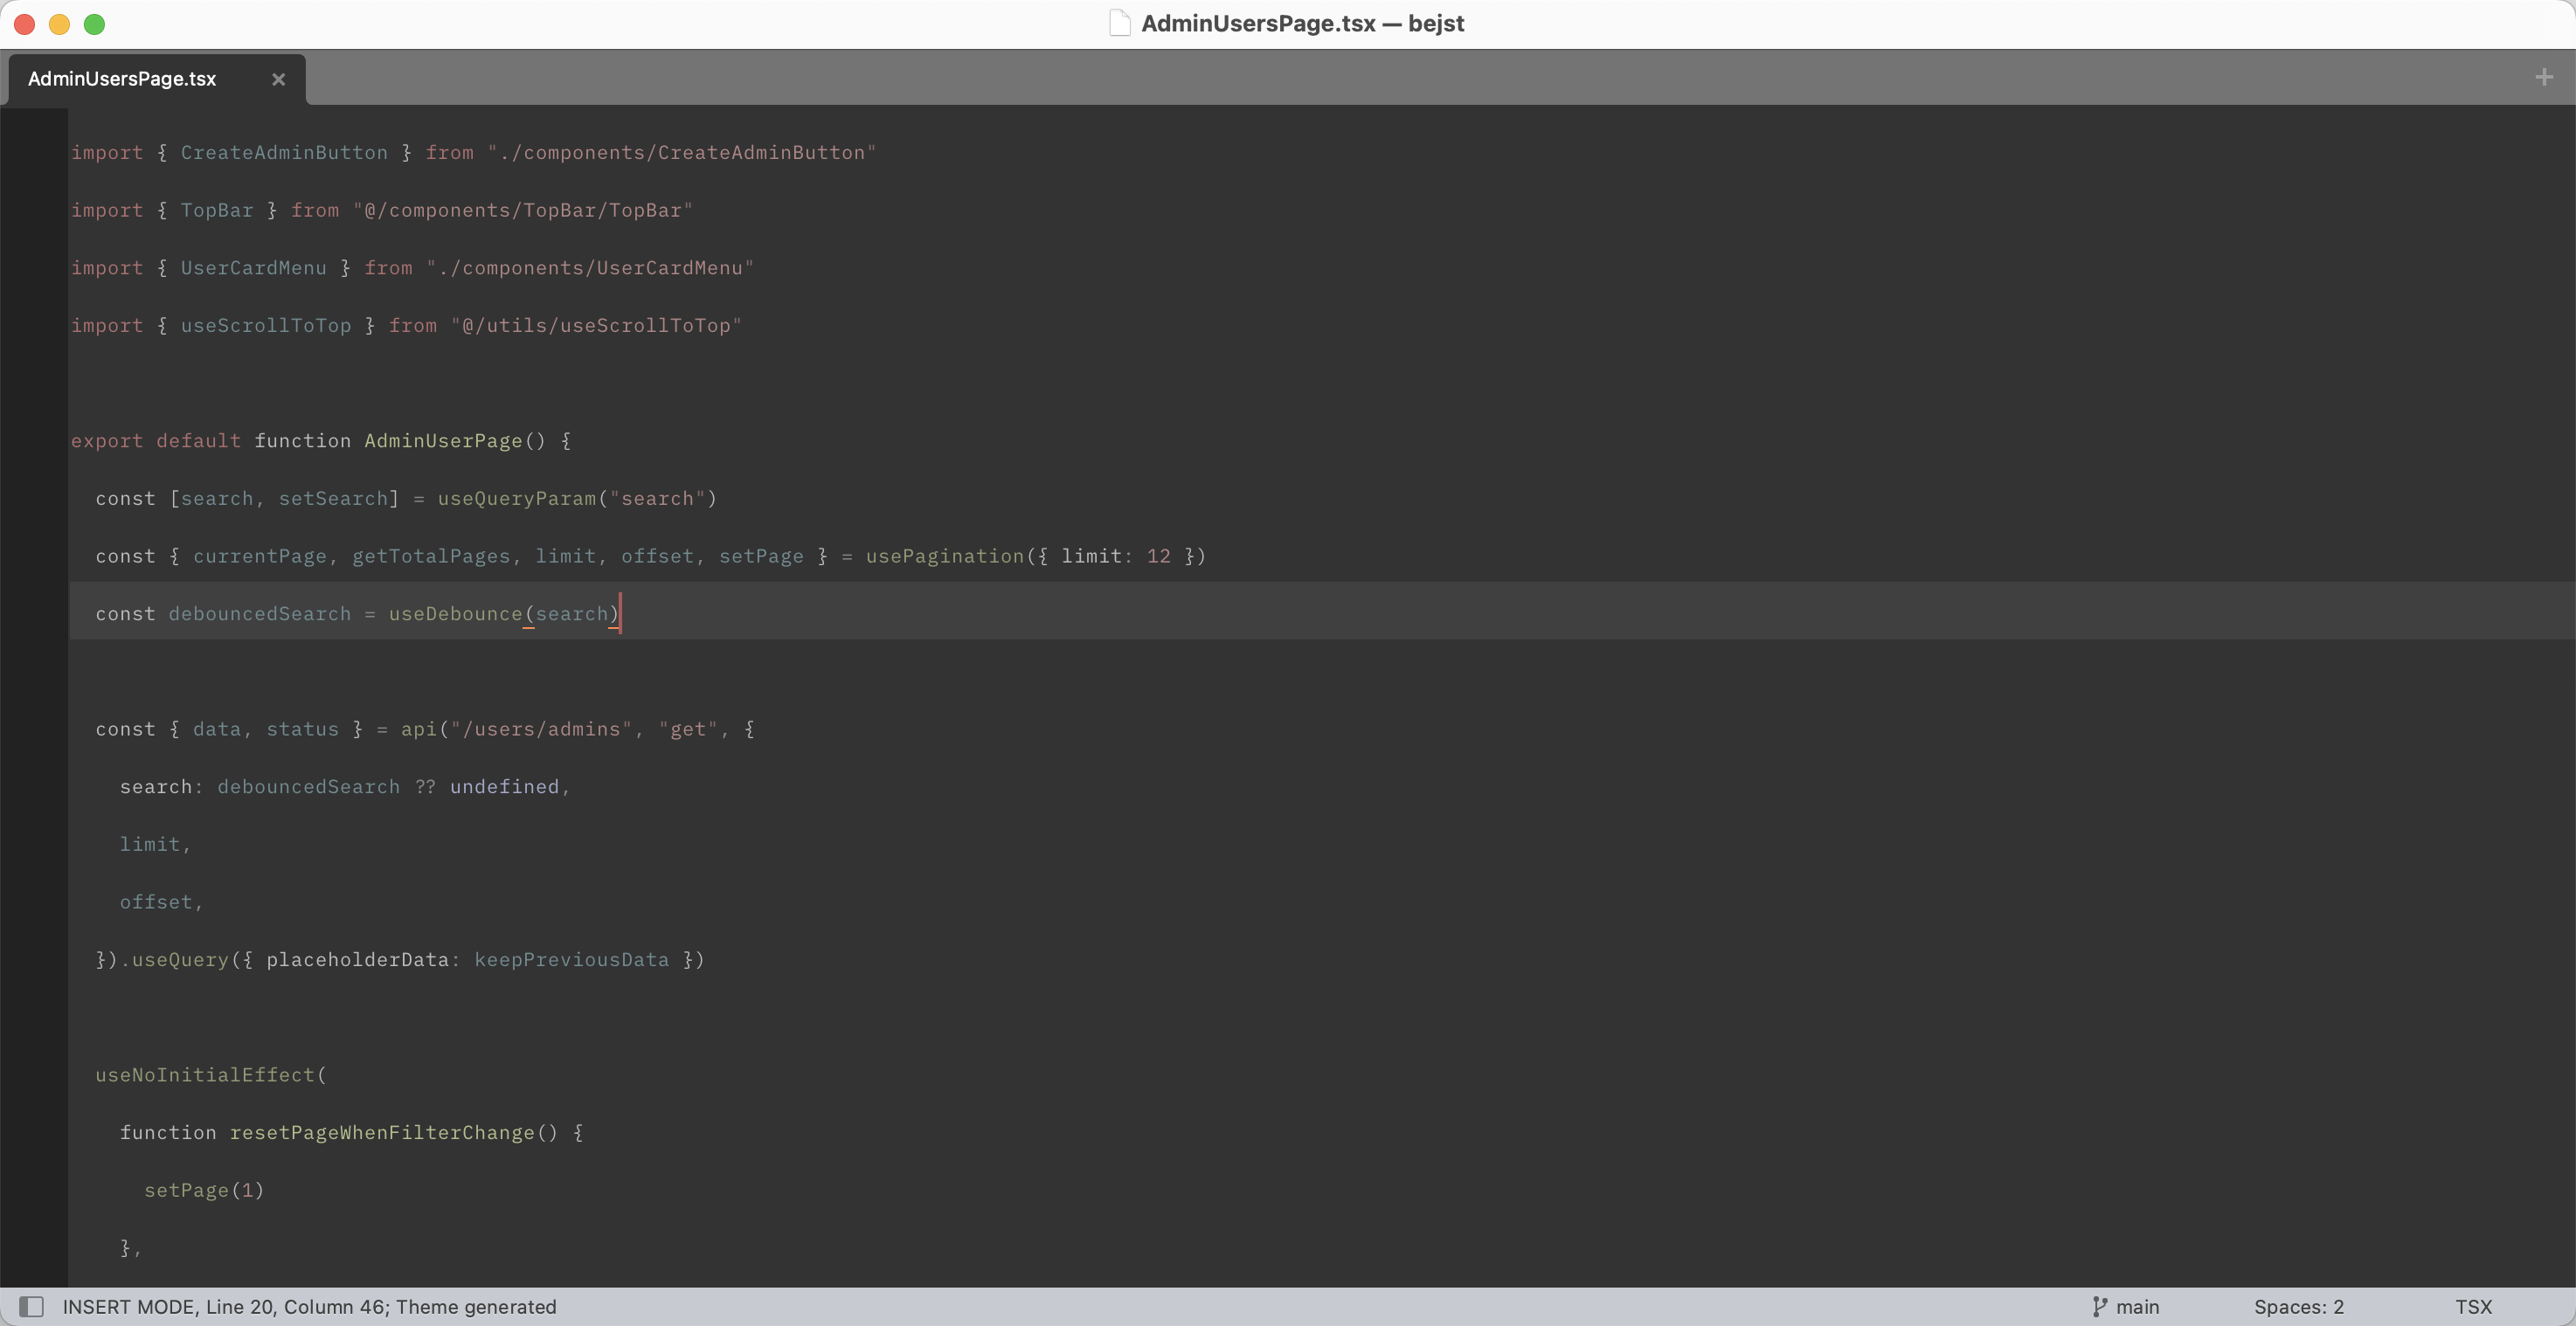 AdminUsersPage.tsx — bejst
AdminUsersPage.tsx
import { CreateAdminButton } from "./components/CreateAdminButton"
import { TopBar } from "@/components/TopBar/TopBar"
import { UserCardMenu } from "./components/UserCardMenu"
import { useScrollToTop } from "@/utils/useScrollToTop"
export default function AdminUserPage() {
const [search, setSearch] = useQueryParam("search")
const { currentPage, getTotalPages, limit, offset, setPage } = usePagination({ limit: 12 })
const debouncedSearch = useDebounce(search)
const { data, status } = api("/users/admins", "get", {
search: debouncedSearch ?? undefined,
limit,
offset,
}).useQuery({ placeholderData: keepPreviousData })
useNoInitialEffect(
function resetPageWhenFilterChange() {
setPage(1)
},
INSERT MODE, Line 20, Column 46; Theme generated
main
Spaces: 2
TSX